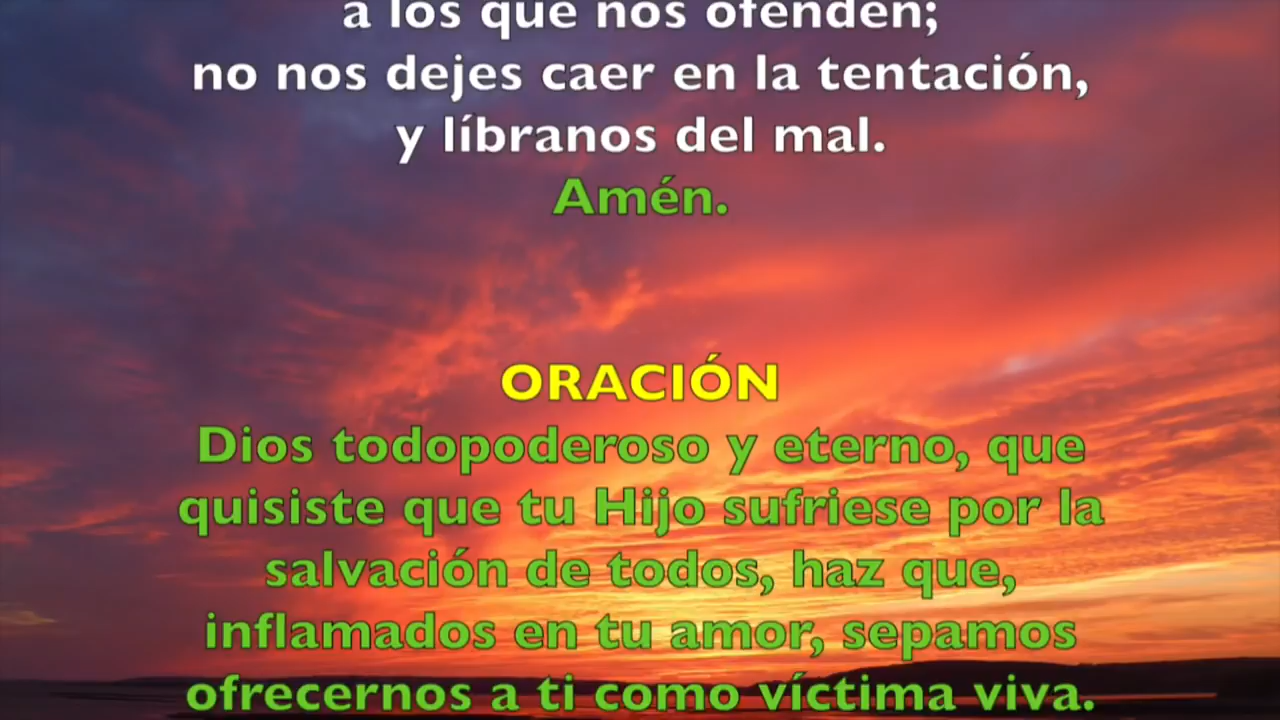 a los que nos ofenden;
no nos dejes caer en la tentación,
y líbranos del mal.
Amén.
ORACIÓN
Dios todopoderoso y eterno, que
quisiste que tu Hijo sufriese por la
salvación de todos, haz que,
inflamados en tu amor, sepamos
ofrecernos a ti como víctima viva.